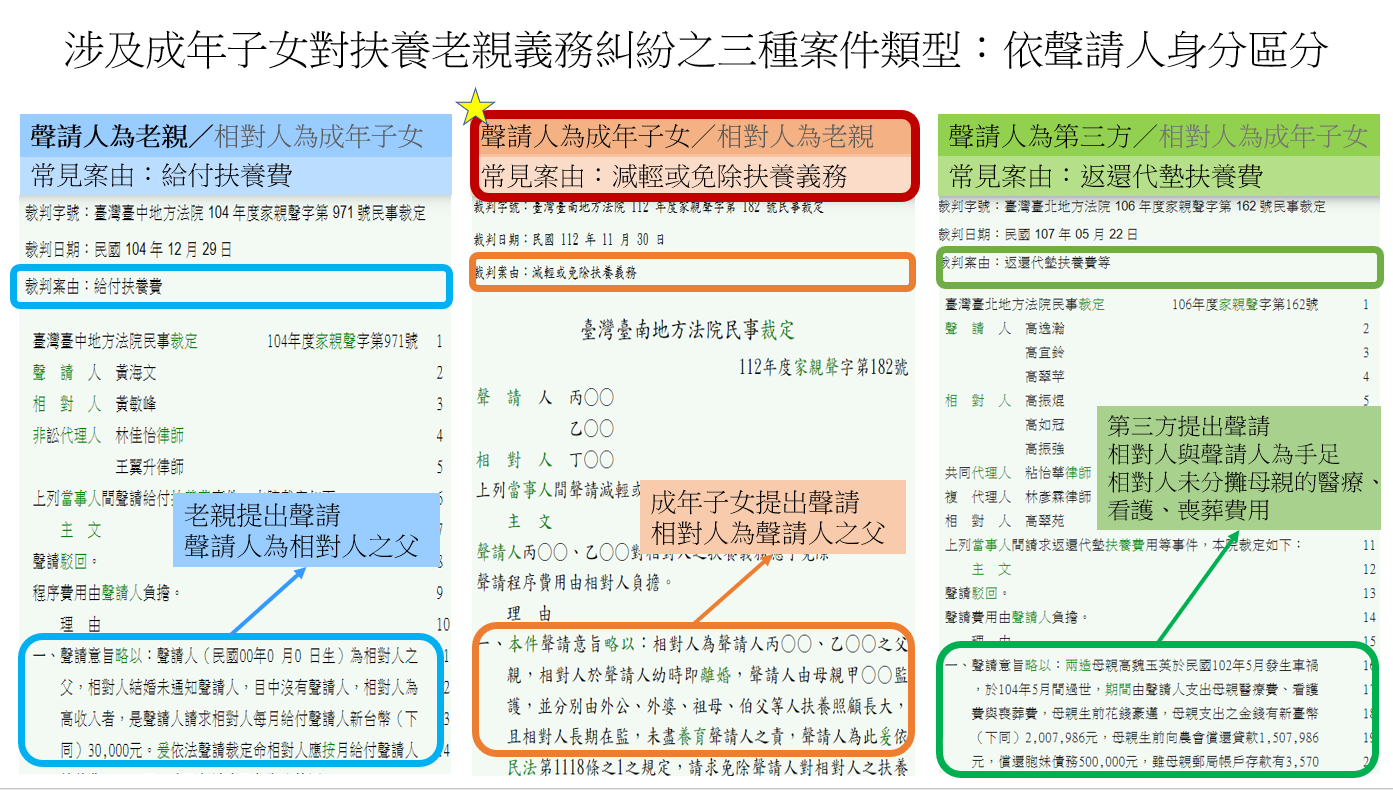 涉及成年子女對扶養老親義務糾紛之三種案件類型：依聲請人身分區分
聲請人為老親／相對人為成年子女
常見案由：給付扶養費
裁判字號：臺灣臺中地方法院 104 年度家親聲字第 971 號民事裁定
裁判日期：民國 104 年 12 月 29 日
裁判案由：給付扶養費
臺灣臺中地方法院民事裁定 104年度家親聲字第971號 1
聲 請 人 黃海文 2
相 對 人 黃敏峰 3
非訟代理人 林佳怡律師 4
王翼升律師 5
上列當事人間聲請給付
老親提出聲請
聲請人為相對人之父
主 文 7
聲請駁回。 8
程序費用由聲請人負擔。 9
理 由 10
一、聲請意旨略以：聲請人（民國00年0 月0 日生）為相對人之 1
父，相對人結婚未通知聲請人，目中沒有聲請人，相對人為 2
高收入者，是聲請人請求相對人每月給付聲請人新台幣（下 3
同）30,000元。爰依法聲請裁定命相對人應按月給付聲請人 4
聲請人為成年子女／相對人為老親
常見案由：減輕或免除扶養義務
裁判字號：臺灣臺南地方法院 112 年度家親聲字第 182 號民事裁定
裁判日期：民國 112 年 11 月 30 日
裁判案由：減輕或免除扶養義務
臺灣臺南地方法院民事裁定
112年度家親聲字第182號
聲 請 人 丙〇〇
乙〇〇
相 對 人 丁〇〇
上列當事人間聲請減輕或
成年子女提出聲請
相對人為聲請人之父
主 文
聲請人丙〇〇、乙〇〇對相對人之扶養義務應予免除
聲請程序費用由相對人負擔。
理 由
一、本件聲請意旨略以：相對人為聲請人丙〇〇、乙〇〇之父
親，相對人於聲請人幼時即離婚，聲請人由母親甲〇〇監
護，並分別由外公、外婆、祖母、伯父等人扶養照顧長大，
且相對人長期在監，未盡養育聲請人之責，聲請人為此爰依
民法第1118條之1之規定，請求免除聲請人對相對人之扶養
聲請人為第三方／相對人為成年子女
常見案由：返還代墊扶養費
裁判字號：臺灣臺北地方法院 106 年度家親聲字第 162 號民事裁定
裁判日期：民國 107 年 05 月 22 日
裁判案由：返還代墊扶養費等
臺灣臺北地方法院民事裁定 106年度家親聲字第162號 1
聲 請 人 高逸瀚 2
高宜鈴 3
高翠苹 4
相 對 人 高振焜 5
高如冠
高振強
共同代理人 粘怡華律師
複 代理人 林彥霖律師
相 對 人 高翠苑
第三方提出聲請
相對人與聲請人為手足
相對人未分攤母親的醫療、
看護、喪葬費用
上列當事人間請求返還代墊扶養費用等事件，本院裁定如下： 11
主 文 12
聲請駁回。 13
聲請費用由聲請人負擔。 14
理 由 15
一、聲請意旨略以：兩造母親高魏玉英於民國102年5月發生車禍 16
，於104年5月間過世，期間由聲請人支出母親醫療費、看護 17
費與喪葬費，母親生前花錢豪邁，母親支出之金錢有新臺幣 18
（下同）2,007,986元，母親生前向農會償還貸款1,507,986 19
元，償還胞妹債務500,000元，雖母親郵局帳戶存款有3,570